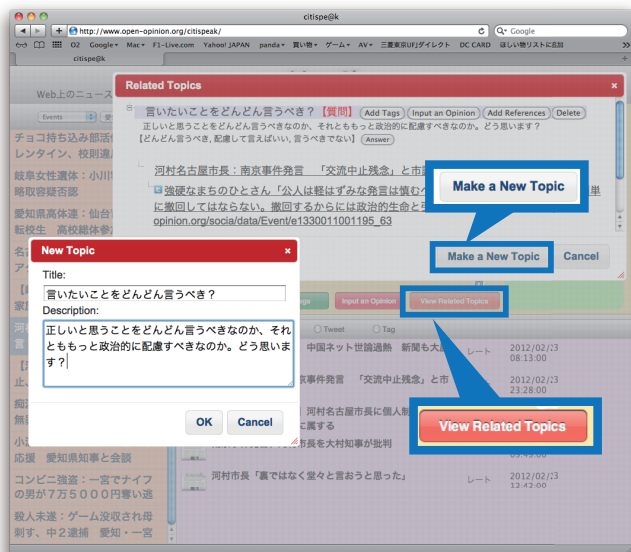 citispe@k
http://www.open-opinion.org/citispeak/
Google
O2 Google▾ Mac▾ F1-Live.com Yahoo! JAPAN panda▾ 買い物▾ ゲーム▾ AV▾ 三菱東京UFJダイレクト DC CARD ほしい物リストに追加 >>
citispe@k
Web上のニュース
Events
チョコ持ち込み部活
レンタイン、校則違
岐阜女性遺体：小川
略取容疑否認
愛知県高体連：仙台
転校生 高校総体参
Related Topics ×
言いたいことをどんどん言うべき？【質問】 Add Tags Input an Opinion Add References Delete
正しいと思うことをどんどん言うべきなのか、それとももっと政治的に配慮すべきなのか。どう思います？
【どんどん言うべき, 配慮して言えばいい, 言うべきでない】 Answer
河村名古屋市長：南京事件発言 「交流中止残念」と市
強硬なまちのひとさん「公人は軽はずみな発言は慎むべ
単
に撤回してはならない。撤回するからには政治的生命と引
opinion.org/socia/data/Event/e1330011001195_63
Make a New Topic
Make a New Topic Cancel
New Topic ×
Title:
言いたいことをどんどん言うべき？
Description:
正しいと思うことをどんどん言うべきなのか、それ
とももっと政治的に配慮すべきなのか。どう思いま
す？
OK Cancel
Input an Opinion View Related Topics
Tweet Tag
中国ネット世論過熱 新聞も大 レート 2012/02/23 08:13:00
京事件発言 「交流中止残念」と市 レート 2012/02/23 23:28:00
河村名古屋市長に個人
に属する
市長を大村知事が批判
View Related Topics
河村市長「裏ではなく堂々と言おうと思った」 レート 2012/02/23 12:42:00
応援 愛知県知事と会談
コンビニ強盗：一宮でナイフ
の男が７万５０００円奪い逃
殺人未遂：ゲーム没収され母
刺す、中２逮捕 愛知・一宮